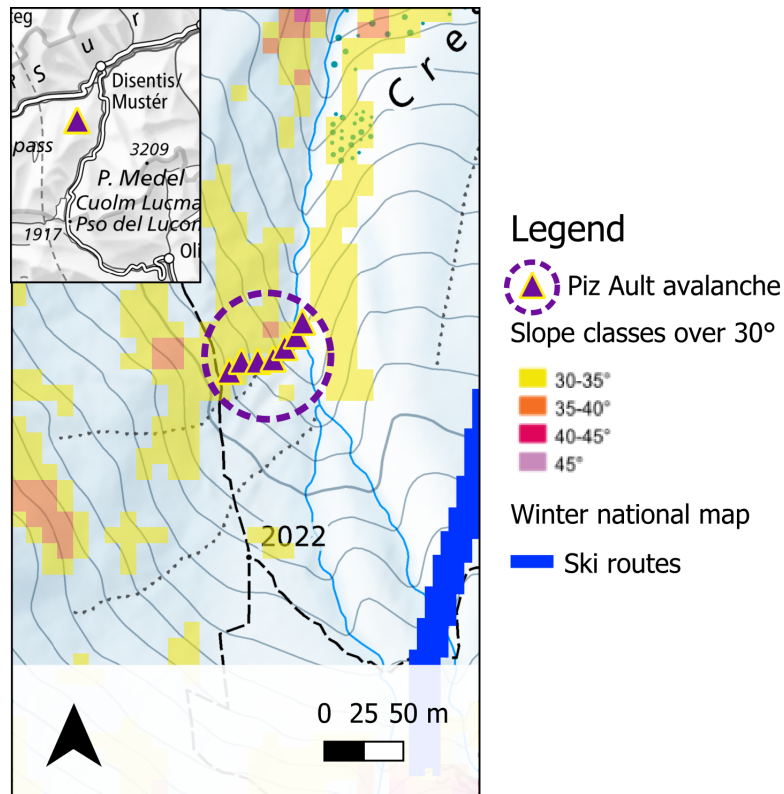 teg
S u r
Disentis/
Mustér
pass
3209
P. Medel
Cuolm Lucma
1917
Pso del Lucon
Oli
C r e
2022
0 25 50 m
Legend
Piz Ault avalanche
Slope classes over 30°
30-35°
35-40°
40-45°
45°
Winter national map
Ski routes